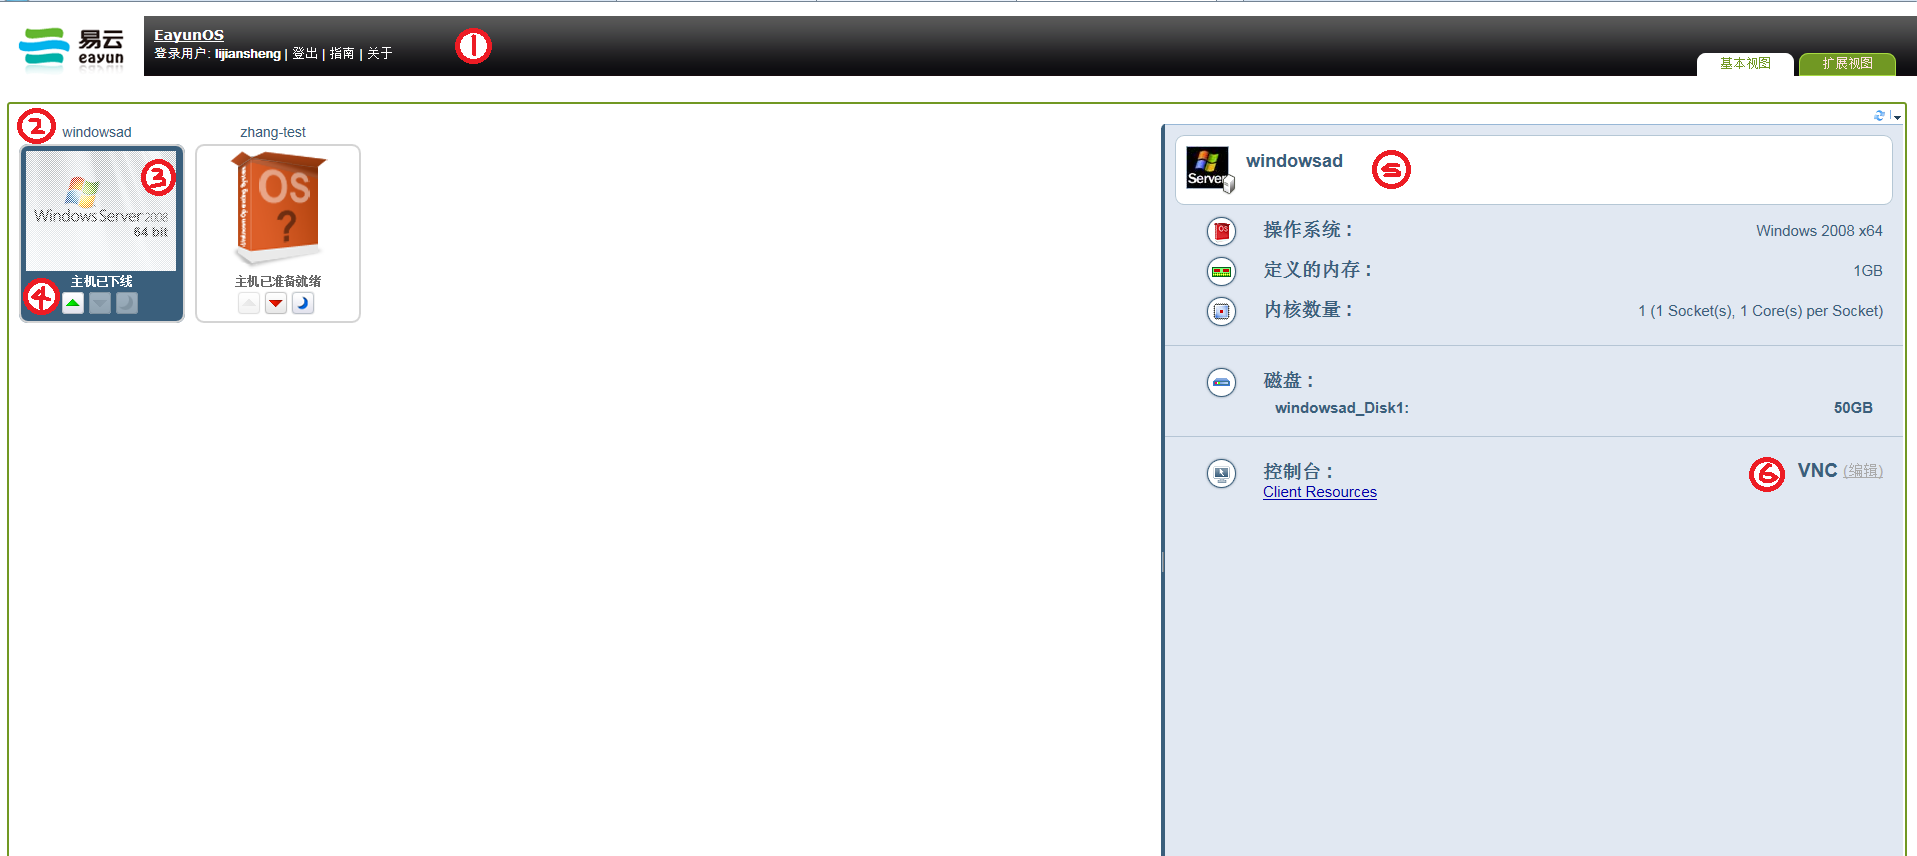 易云
eayun
EayunOS
登录用户: lijiansheng | 登出 | 指南 | 关于
①
基本视图
扩展视图
②
windowsad
zhang-test
③
Windows Server 2008
64 bit
主机已下线
④
OS
?
Unknown Operating System
主机已准备就绪
Server
windowsad
⑤
操作系统：
Windows 2008 x64
定义的内存：
1GB
内核数量：
1 (1 Socket(s), 1 Core(s) per Socket)
磁盘：
windowsad_Disk1:
50GB
控制台：
⑥
VNC (编辑)
Client Resources